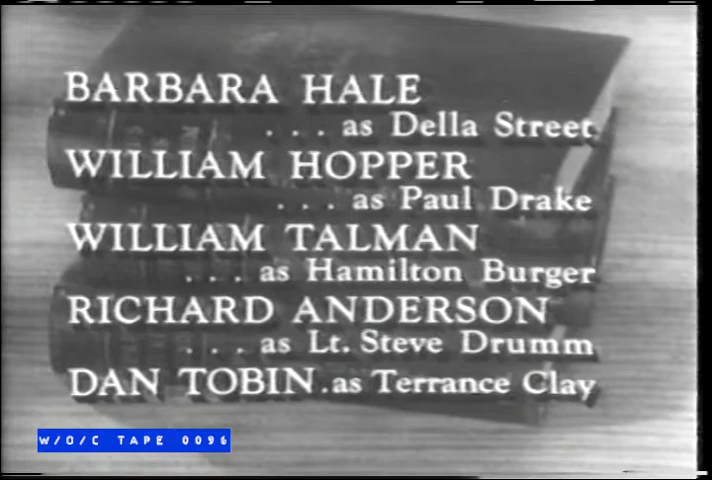 BARBARA HALE
. . . as Della Street
WILLIAM HOPPER
. . . as Paul Drake
WILLIAM TALMAN
. . . as Hamilton Burger
RICHARD ANDERSON
. . . as Lt. Steve Drumm
DAN TOBIN . as Terrance Clay
W/O/C TAPE 0096